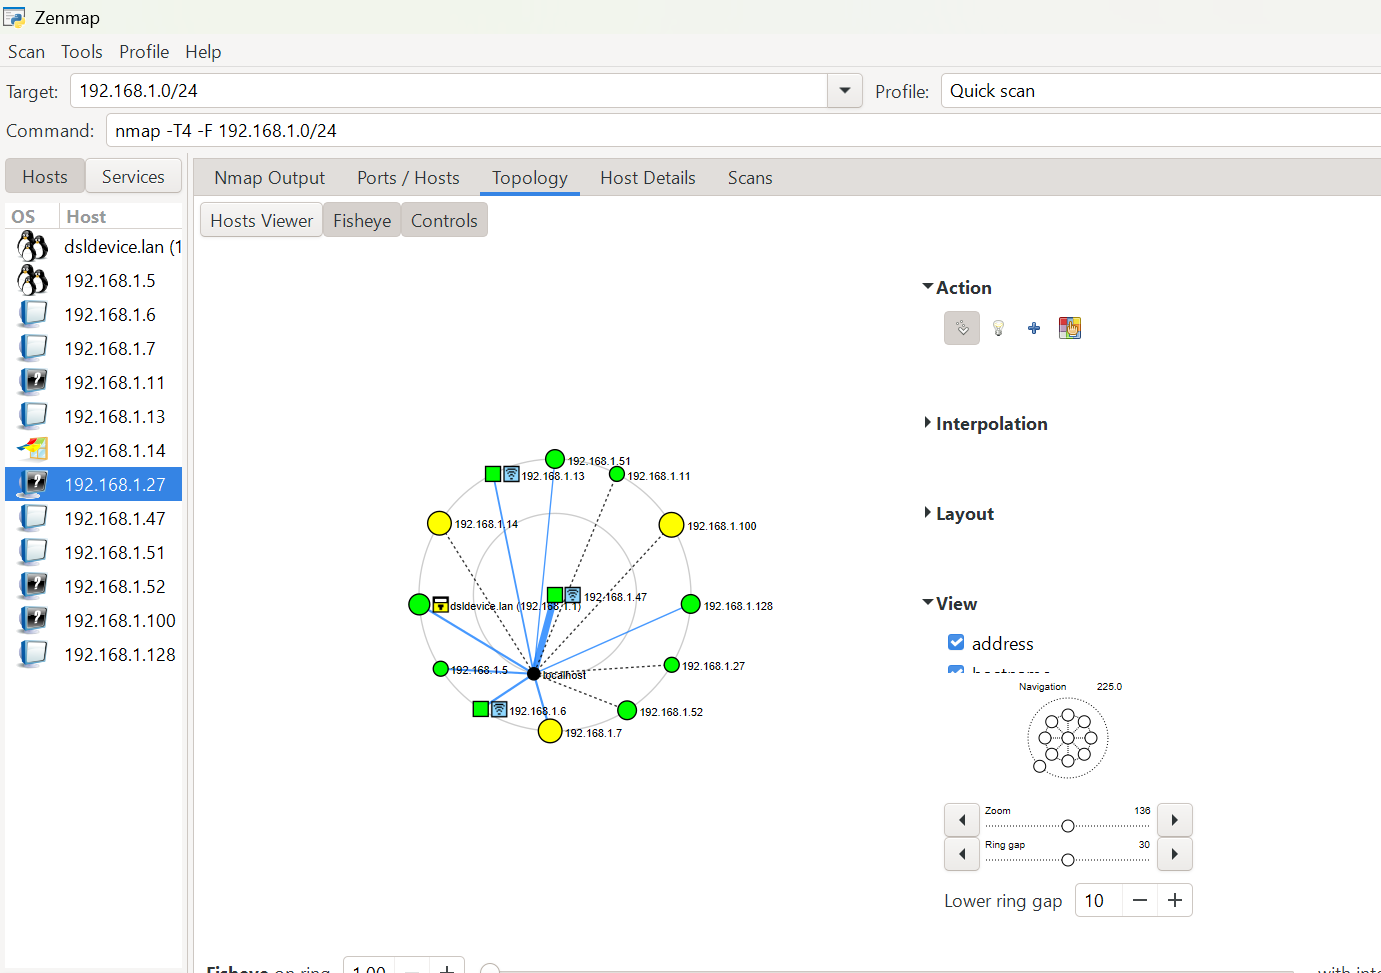 Zenmap
Scan Tools Profile Help
Target: 192.168.1.0/24 Profile: Quick scan
Command: nmap -T4 -F 192.168.1.0/24
Hosts Services
Nmap Output Ports / Hosts Topology Host Details Scans
OS Host
Hosts Viewer Fisheye Controls
dsldevice.lan (1
192.168.1.5
192.168.1.6
192.168.1.7
192.168.1.11
192.168.1.13
192.168.1.14
192.168.1.27
192.168.1.47
192.168.1.51
192.168.1.52
192.168.1.100
192.168.1.128
192.168.1.51
192.168.1.13
192.168.1.11
192.168.1.14
192.168.1.100
192.168.1.47
dsldevice.lan (192.168.1.1)
192.168.1.128
192.168.1.5
192.168.1.27
localhost
192.168.1.6
192.168.1.52
192.168.1.7
Action
Interpolation
Layout
View
address
hostname
Navigation 225.0
Zoom 136
Ring gap 30
Lower ring gap 10
Fisheye on ring 1.00 with inte